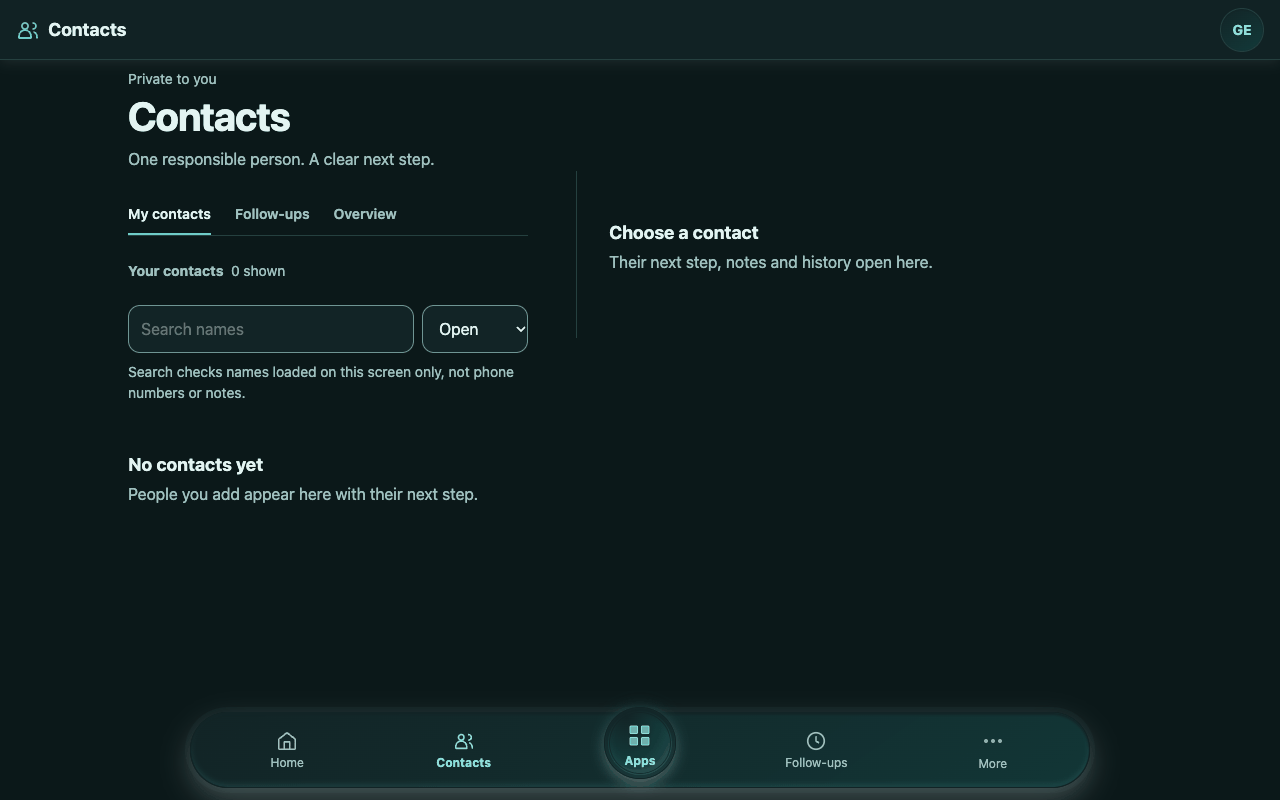 Contacts
GE
Private to you
Contacts
One responsible person. A clear next step.
My contacts
Follow-ups
Overview
Your contacts 0 shown
Search names
Open
Search checks names loaded on this screen only, not phone
numbers or notes.
No contacts yet
People you add appear here with their next step.
Choose a contact
Their next step, notes and history open here.
Home
Contacts
Apps
Follow-ups
More